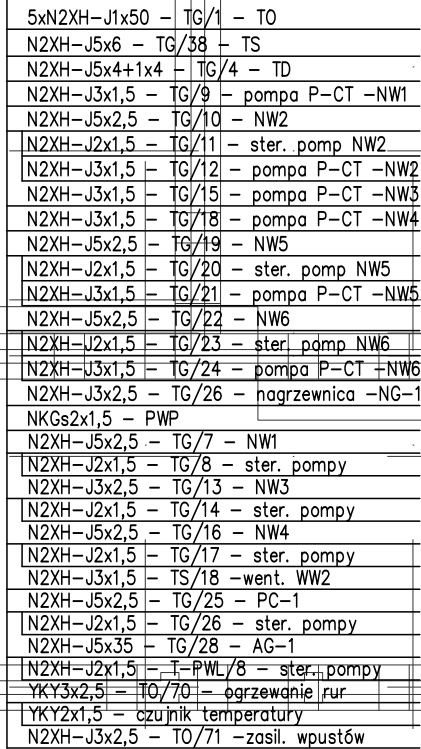 5xN2XH-J1x50 - TG/1 - TO
N2XH-J5x6 - TG/38 - TS
N2XH-J5x4+1x4 - TG/4 - TD
N2XH-J3x1,5 - TG/9 - pompa P-CT -NW1
N2XH-J5x2,5 - TG/10 - NW2
N2XH-J2x1,5 - TG/11 - ster. pomp NW2
N2XH-J3x1,5 - TG/12 - pompa P-CT -NW2
N2XH-J3x1,5 - TG/15 - pompa P-CT -NW3
N2XH-J3x1,5 - TG/18 - pompa P-CT -NW4
N2XH-J5x2,5 - TG/19 - NW5
N2XH-J2x1,5 - TG/20 - ster. pomp NW5
N2XH-J3x1,5 - TG/21 - pompa P-CT -NW5
N2XH-J5x2,5 - TG/22 - NW6
N2XH-J2x1,5 - TG/23 - ster. pomp NW6
N2XH-J3x1,5 - TG/24 - pompa P-CT -NW6
N2XH-J3x2,5 - TG/26 - nagrzewnica -NG-1
NKGs2x1,5 - PWP
N2XH-J5x2,5 - TG/7 - NW1
N2XH-J2x1,5 - TG/8 - ster. pompy
N2XH-J3x2,5 - TG/13 - NW3
N2XH-J2x1,5 - TG/14 - ster. pompy
N2XH-J5x2,5 - TG/16 - NW4
N2XH-J2x1,5 - TG/17 - ster. pompy
N2XH-J3x1,5 - TS/18 -went. WW2
N2XH-J5x2,5 - TG/25 - PC-1
N2XH-J2x1,5 - TG/26 - ster. pompy
N2XH-J5x35 - TG/28 - AG-1
N2XH-J2x1,5 - T-PWL/8 - ster. pompy
YKY3x2,5 - TO/70 - ogrzewanie rur
YKY2x1,5 - czujnik temperatury
N2XH-J3x2,5 - TO/71 -zasil. wpustów